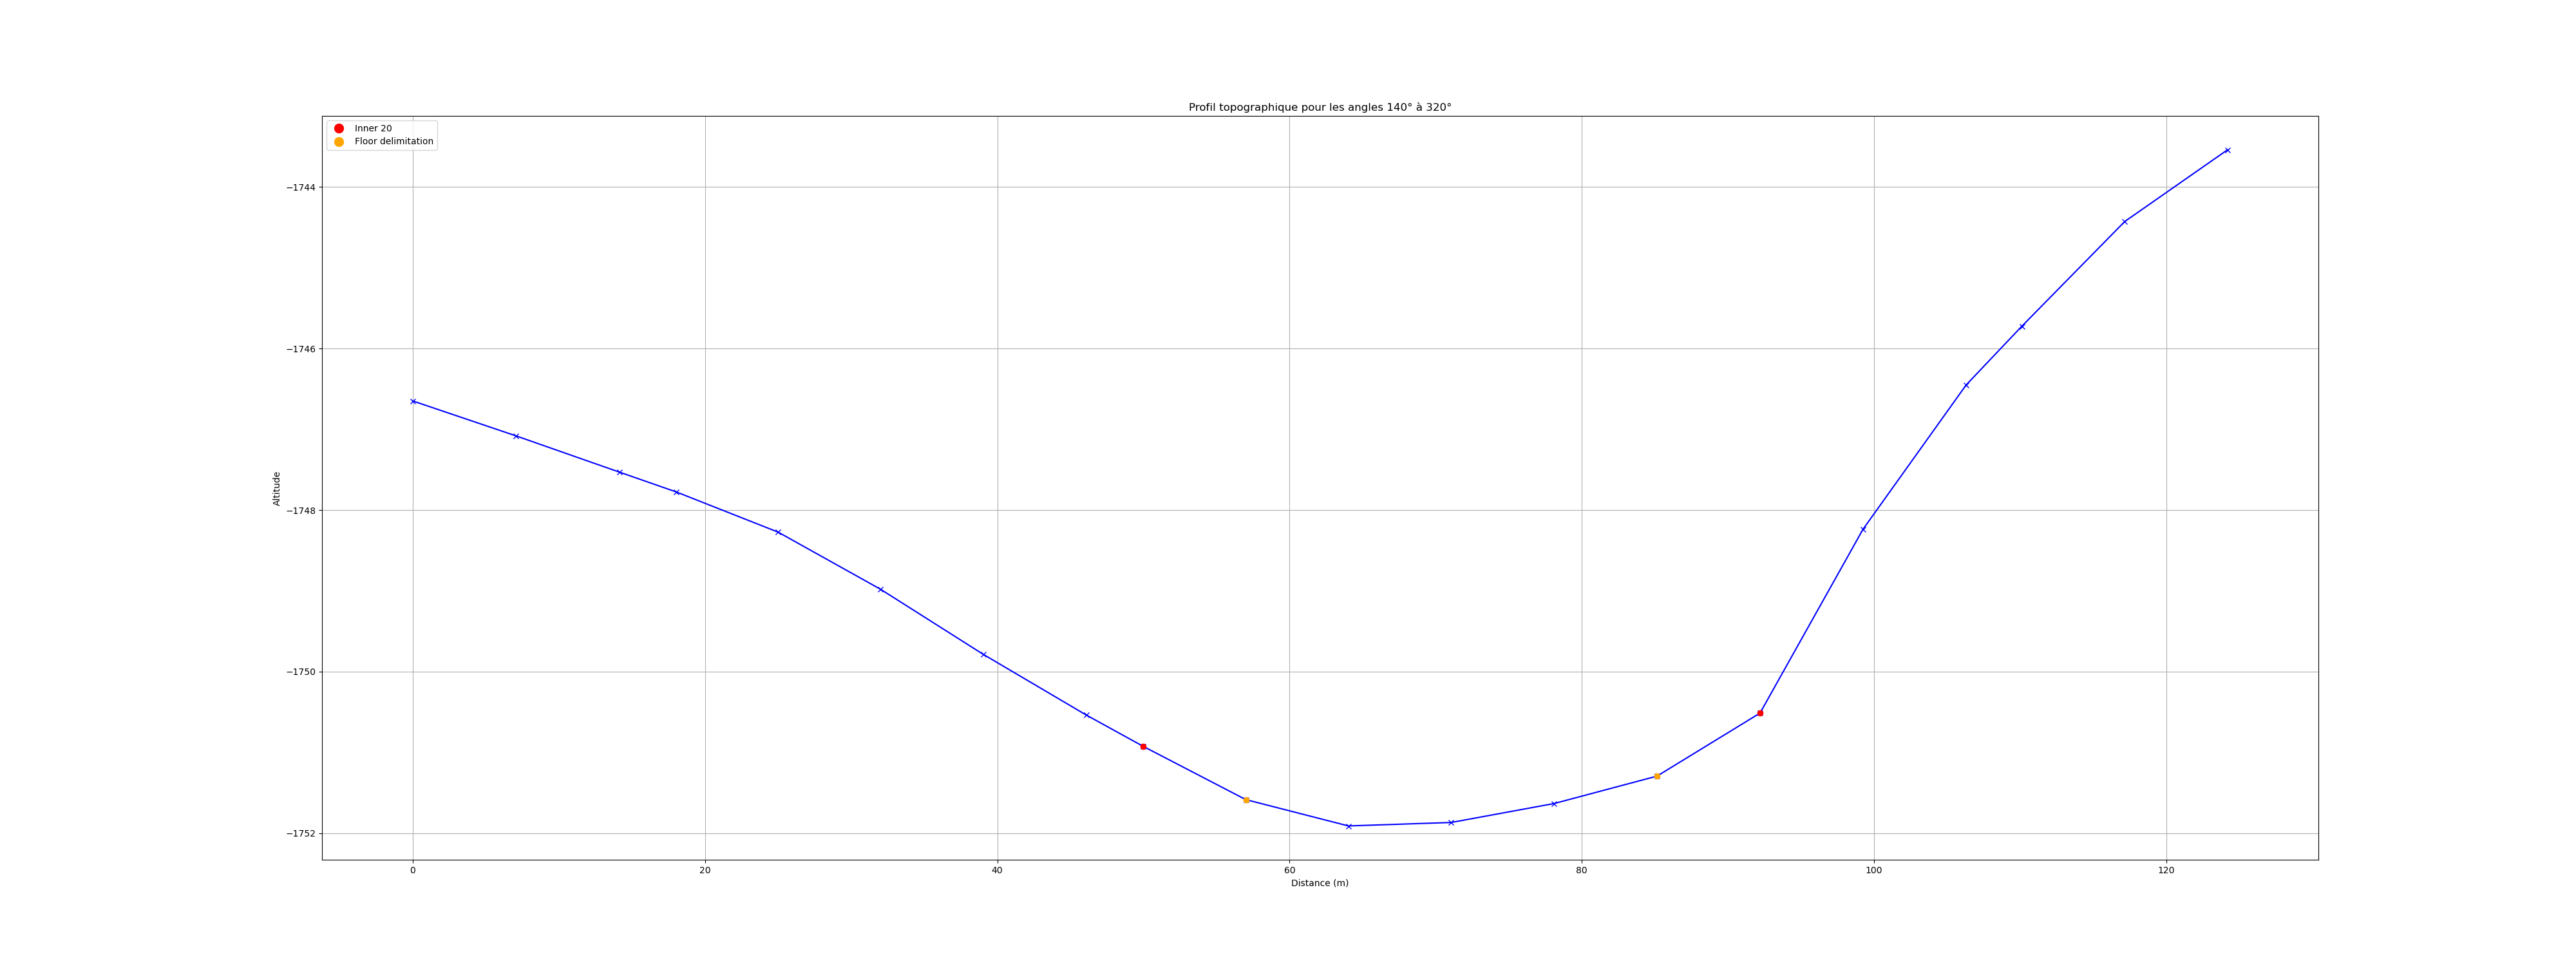 Profil topographique pour les angles 140° à 320°
Inner 20
Floor delimitation
−1744
−1746
−1748
−1750
−1752
Altitude
0 20 40 60 80 100 120
Distance (m)